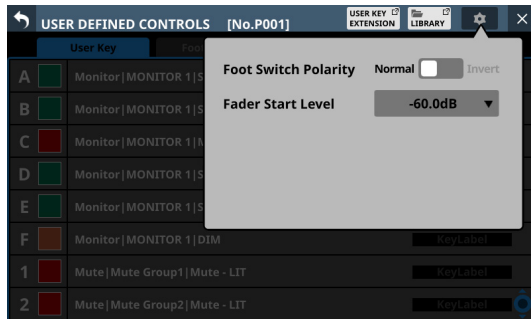 USER DEFINED CONTROLS [No.P001]
USER KEY EXTENSION
LIBRARY
User Key
Foo
Foot Switch Polarity Normal Invert
Fader Start Level -60.0dB
A Monitor|MONITOR 1|S
B Monitor|MONITOR 1|S
C Monitor|MONITOR 1|M
D Monitor|MONITOR 1|S
E Monitor|MONITOR 1|S
F Monitor|MONITOR 1|DIM KeyLabel
1 Mute|Mute Group1|Mute - LIT KeyLabel
2 Mute|Mute Group2|Mute - LIT KeyLabel